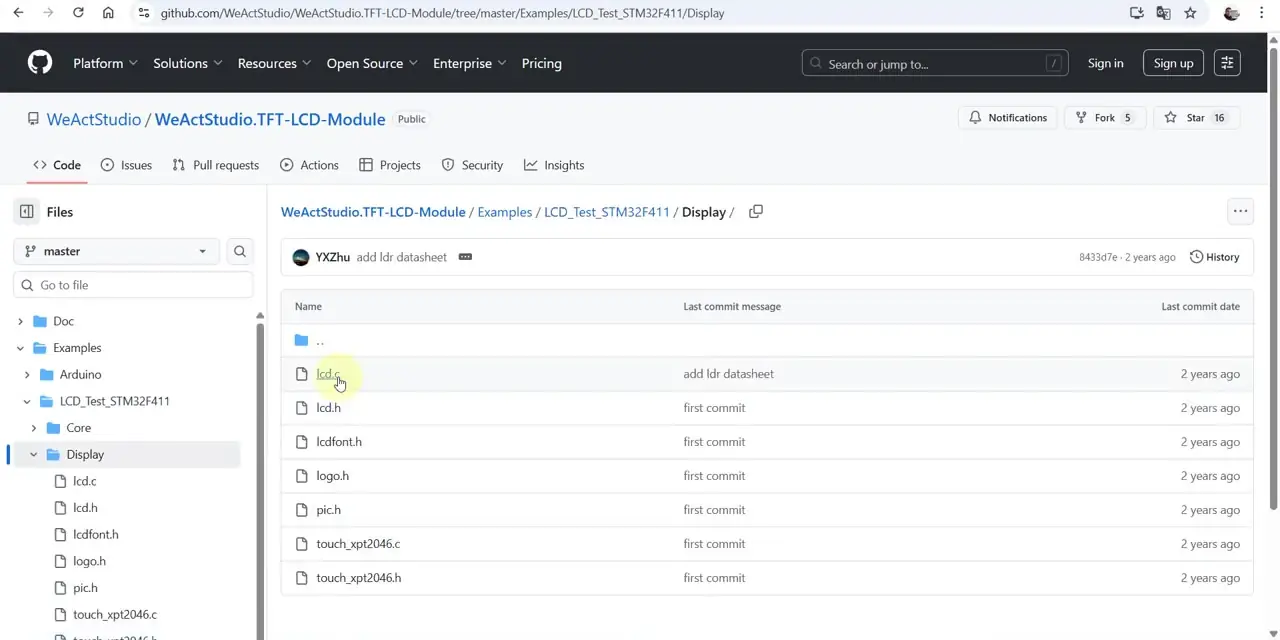 github.com/WeActStudio/WeActStudio.TFT-LCD-Module/tree/master/Examples/LCD_Test_STM32F411/Display
Platform Solutions Resources Open Source Enterprise Pricing Search or jump to... / Sign in Sign up
WeActStudio / WeActStudio.TFT-LCD-Module Public Notifications Fork 5 Star 16
Code Issues Pull requests Actions Projects Security Insights
Files
master
Go to file
Doc
Examples
Arduino
LCD_Test_STM32F411
Core
Display
lcd.c
lcd.h
lcdfont.h
logo.h
pic.h
touch_xpt2046.c
touch_xpt2046.h
WeActStudio.TFT-LCD-Module / Examples / LCD_Test_STM32F411 / Display /
YXZhu add ldr datasheet 8433d7e · 2 years ago History
Name Last commit message Last commit date
..
lcd.c add ldr datasheet 2 years ago
lcd.h first commit 2 years ago
lcdfont.h first commit 2 years ago
logo.h first commit 2 years ago
pic.h first commit 2 years ago
touch_xpt2046.c first commit 2 years ago
touch_xpt2046.h first commit 2 years ago